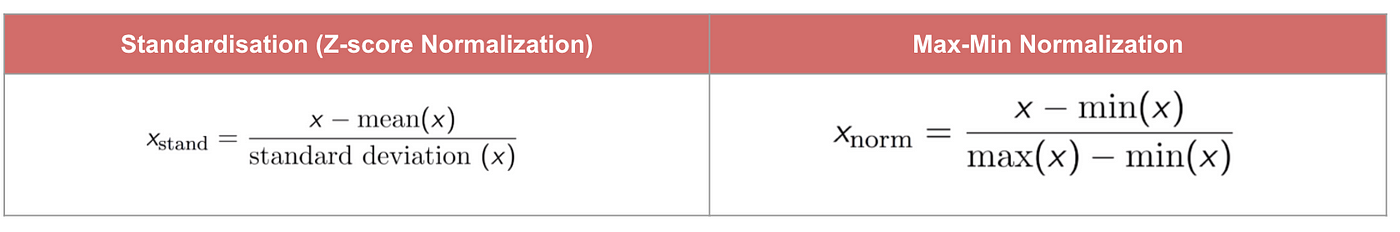 Standardisation (Z-score Normalization)
Max-Min Normalization
x_stand = (x − mean(x)) / (standard deviation (x))
x_norm = (x − min(x)) / (max(x) − min(x))